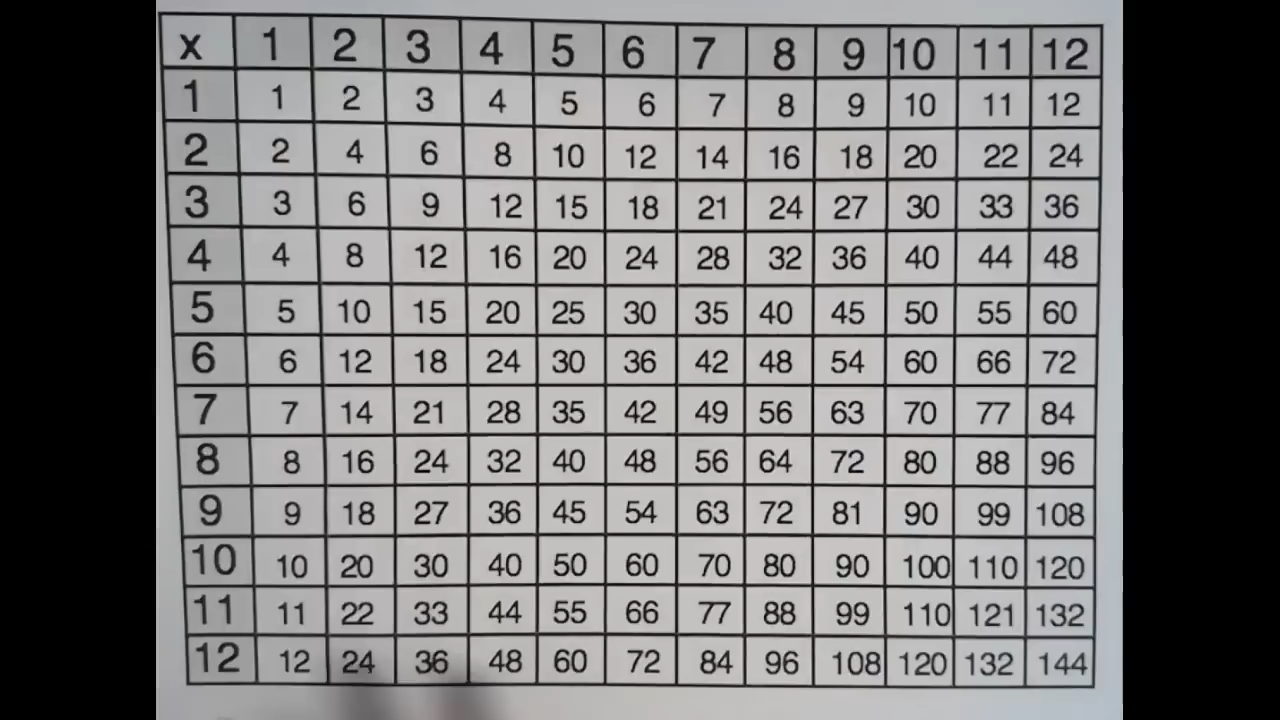 x 1 2 3 4 5 6 7 8 9 10 11 12
1 1 2 3 4 5 6 7 8 9 10 11 12
2 2 4 6 8 10 12 14 16 18 20 22 24
3 3 6 9 12 15 18 21 24 27 30 33 36
4 4 8 12 16 20 24 28 32 36 40 44 48
5 5 10 15 20 25 30 35 40 45 50 55 60
6 6 12 18 24 30 36 42 48 54 60 66 72
7 7 14 21 28 35 42 49 56 63 70 77 84
8 8 16 24 32 40 48 56 64 72 80 88 96
9 9 18 27 36 45 54 63 72 81 90 99 108
10 10 20 30 40 50 60 70 80 90 100 110 120
11 11 22 33 44 55 66 77 88 99 110 121 132
12 12 24 36 48 60 72 84 96 108 120 132 144